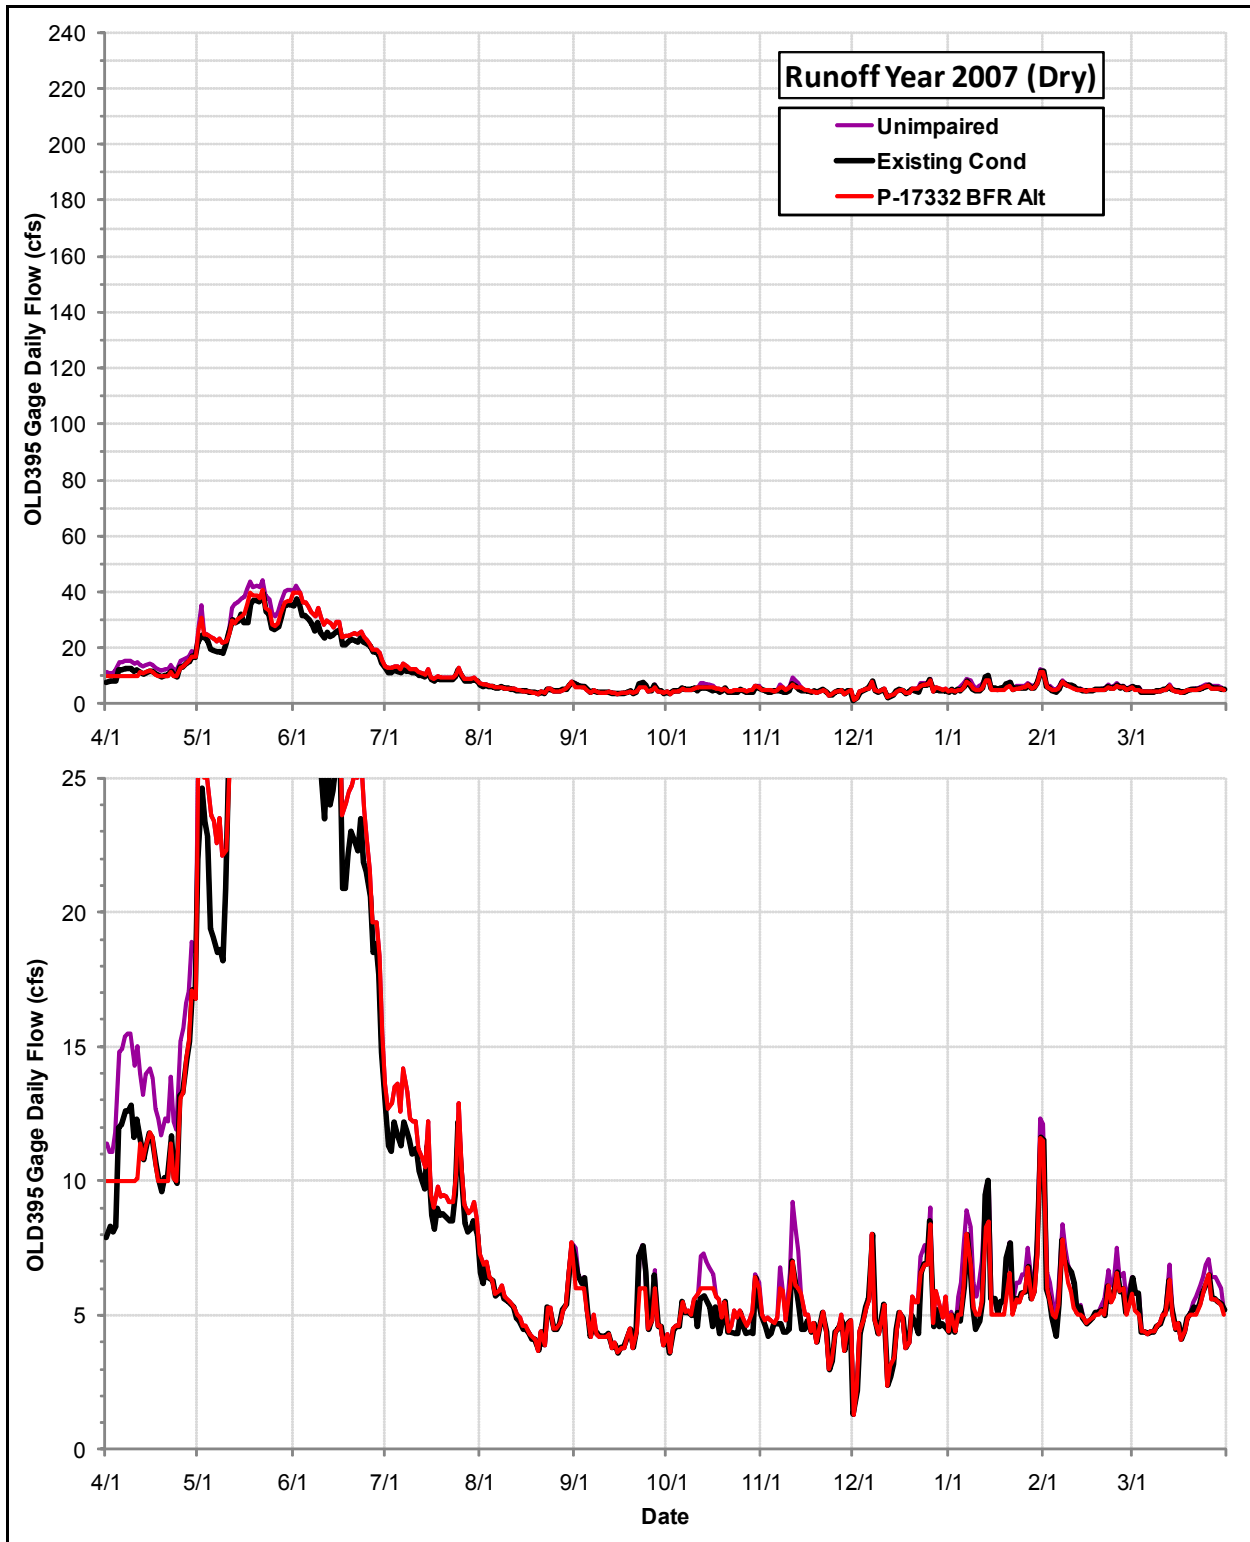 240
220
200
180
160
140
120
100
80
60
40
20
0
OLD395 Gage Daily Flow (cfs)
Runoff Year 2007 (Dry)
Unimpaired
Existing Cond
P-17332 BFR Alt
4/1 5/1 6/1 7/1 8/1 9/1 10/1 11/1 12/1 1/1 2/1 3/1
25
20
15
10
5
0
OLD395 Gage Daily Flow (cfs)
4/1 5/1 6/1 7/1 8/1 9/1 10/1 11/1 12/1 1/1 2/1 3/1
Date